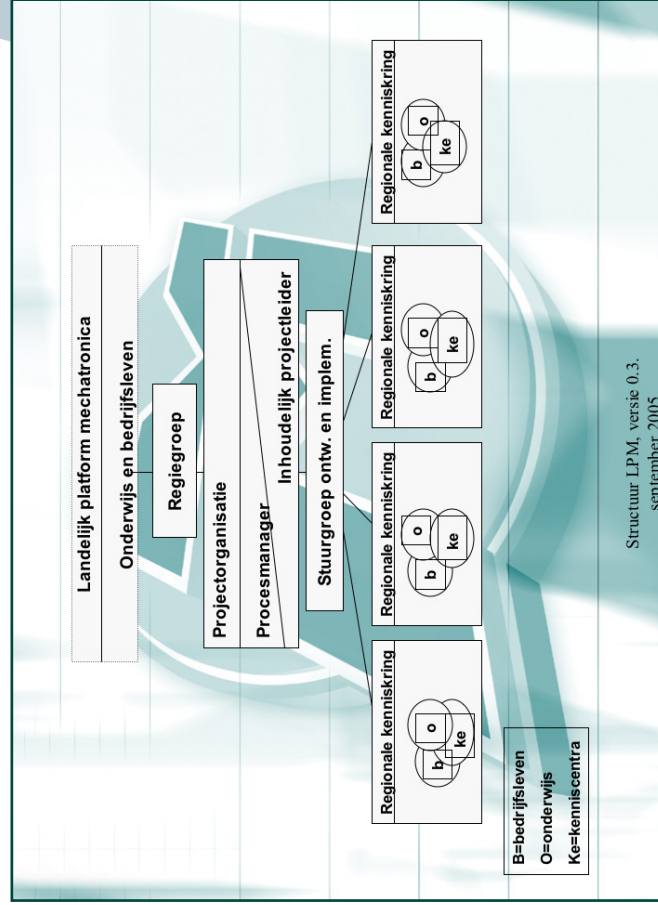 Landelijk platform mechatronica
Onderwijs en bedrijfsleven
Regiegroep
Projectorganisatie
Procesmanager
Inhoudelijk projectleider
Stuurgroep ontw. en implem.
Regionale kenniskring
b
o
ke
Regionale kenniskring
b
o
ke
Regionale kenniskring
b
o
ke
Regionale kenniskring
b
o
ke
B=bedrijfsleven
O=onderwijs
Ke=kenniscentra
Structuur LPM, versie 0.3.
september 2005